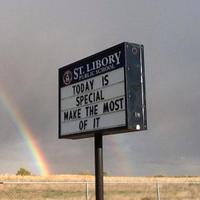 ST. LIBORY
PUBLIC SCHOOL
TODAY IS
SPECIAL
MAKE THE MOST
OF IT